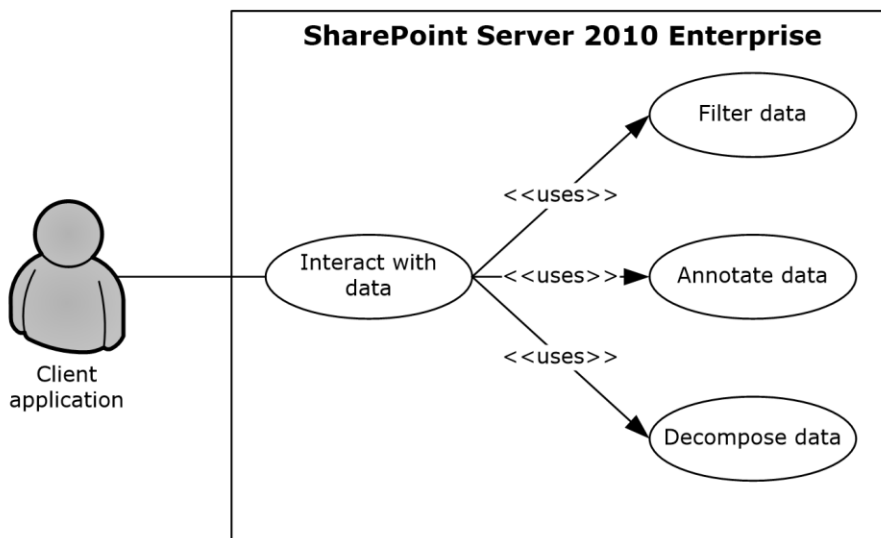 SharePoint Server 2010 Enterprise
Filter data
<<uses>>
Interact with
data
<<uses>>
Annotate data
<<uses>>
Client
application
Decompose data